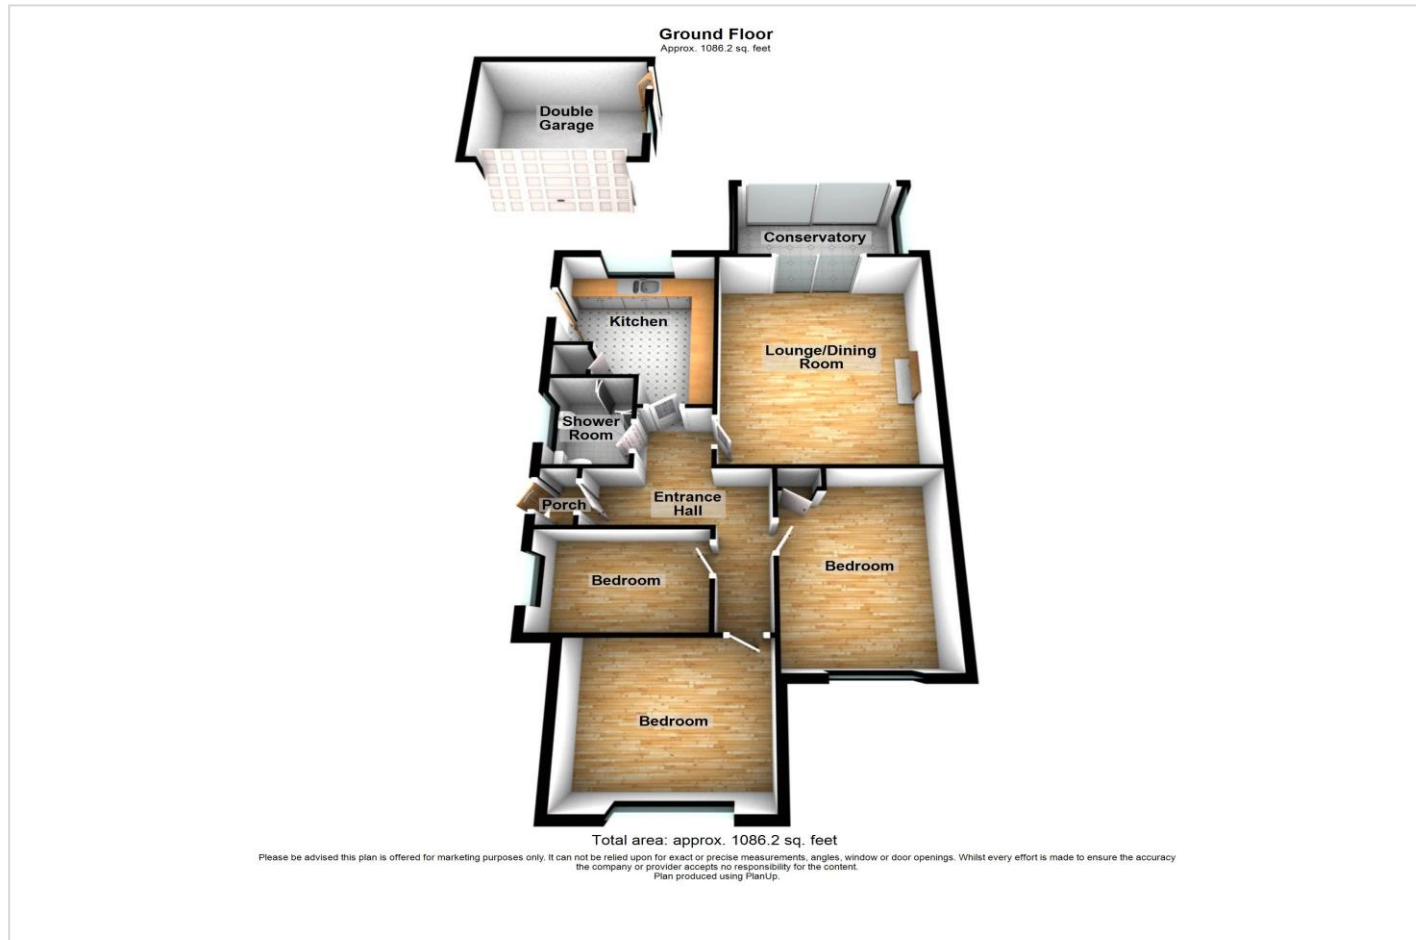 Ground Floor
Approx. 1086.2 sq. feet
Double
Garage
Conservatory
Kitchen
Lounge/Dining
Room
Shower
Room
Porch
Entrance
Hall
Bedroom
Bedroom
Bedroom
Total area: approx. 1086.2 sq. feet
Please be advised this plan is offered for marketing purposes only. It can not be relied upon for exact or precise measurements, angles, window or door openings. Whilst every effort is made to ensure the accuracy
the company or provider accepts no responsibility for the content.
Plan produced using PlanUp.